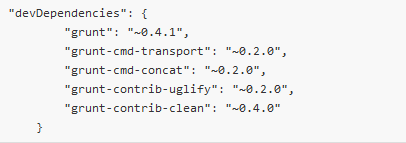 "devDependencies": {
"grunt": "~0.4.1",
"grunt-cmd-transport": "~0.2.0",
"grunt-cmd-concat": "~0.2.0",
"grunt-contrib-uglify": "~0.2.0",
"grunt-contrib-clean": "~0.4.0"
}